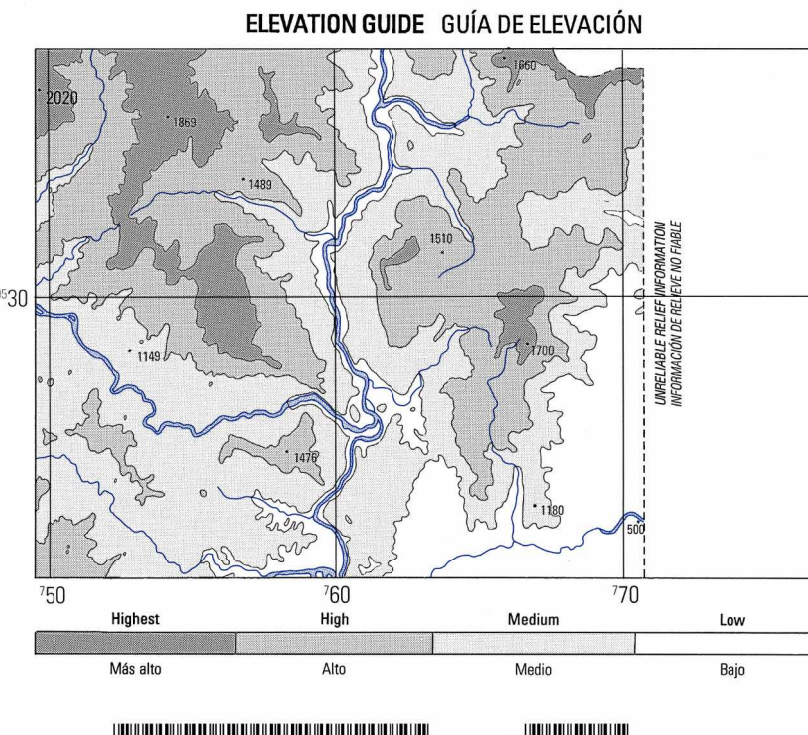 ELEVATION GUIDE GUÍA DE ELEVACIÓN
1660
2020
1869
1489
1510
⁹⁵30
1149
1700
1476
1180
500
UNRELIABLE RELIEF INFORMATION
INFORMACIÓN DE RELIEVE NO FIABLE
⁷50 ⁷60 ⁷70
Highest High Medium Low
Más alto Alto Medio Bajo